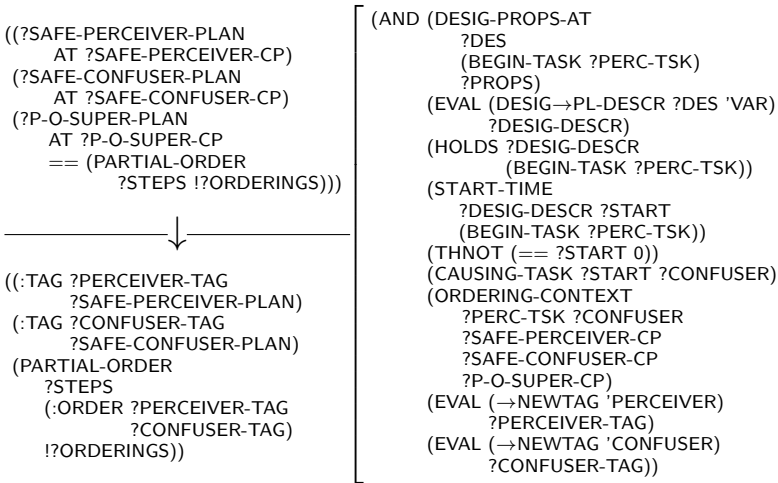 ((?SAFE-PERCEIVER-PLAN
AT ?SAFE-PERCEIVER-CP)
(?SAFE-CONFUSER-PLAN
AT ?SAFE-CONFUSER-CP)
(?P-O-SUPER-PLAN
AT ?P-O-SUPER-CP
== (PARTIAL-ORDER
?STEPS !?ORDERINGS)))
((:TAG ?PERCEIVER-TAG
?SAFE-PERCEIVER-PLAN)
(:TAG ?CONFUSER-TAG
?SAFE-CONFUSER-PLAN)
(PARTIAL-ORDER
?STEPS
(:ORDER ?PERCEIVER-TAG
?CONFUSER-TAG)
!?ORDERINGS))
(AND (DESIG-PROPS-AT
?DES
(BEGIN-TASK ?PERC-TSK)
?PROPS)
(EVAL (DESIG→PL-DESCR ?DES 'VAR)
?DESIG-DESCR)
(HOLDS ?DESIG-DESCR
(BEGIN-TASK ?PERC-TSK))
(START-TIME
?DESIG-DESCR ?START
(BEGIN-TASK ?PERC-TSK))
(THNOT (== ?START 0))
(CAUSING-TASK ?START ?CONFUSER)
(ORDERING-CONTEXT
?PERC-TSK ?CONFUSER
?SAFE-PERCEIVER-CP
?SAFE-CONFUSER-CP
?P-O-SUPER-CP)
(EVAL (→NEWTAG 'PERCEIVER)
?PERCEIVER-TAG)
(EVAL (→NEWTAG 'CONFUSER)
?CONFUSER-TAG))